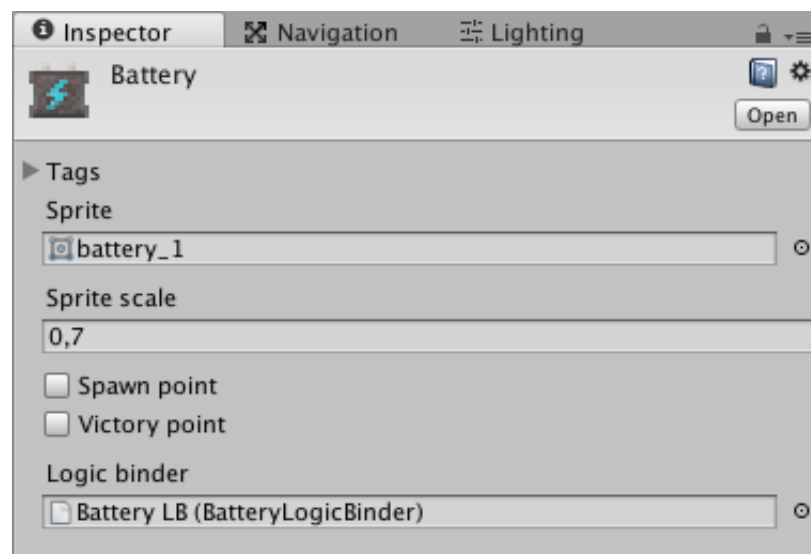 Inspector Navigation Lighting
Battery
Open
Tags
Sprite
battery_1
Sprite scale
0,7
Spawn point
Victory point
Logic binder
Battery LB (BatteryLogicBinder)